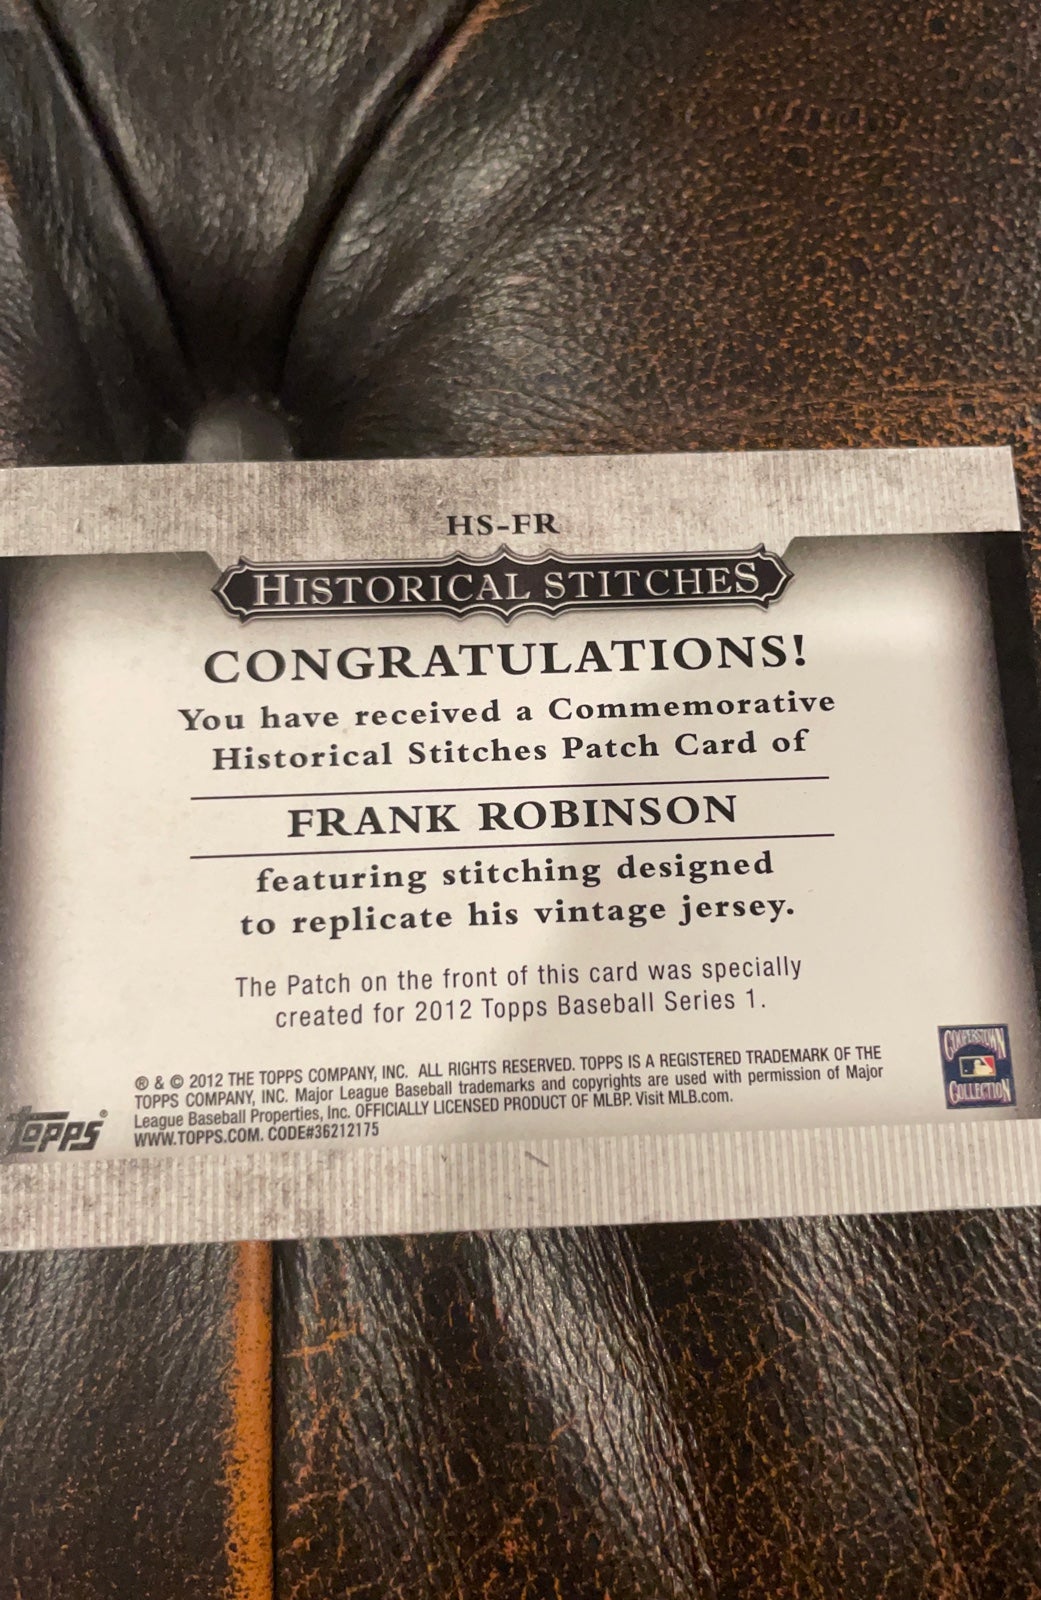 HS-FR
HISTORICAL STITCHES
CONGRATULATIONS!
You have received a Commemorative
Historical Stitches Patch Card of
FRANK ROBINSON
featuring stitching designed
to replicate his vintage jersey.
The Patch on the front of this card was specially
created for 2012 Topps Baseball Series 1.
® & © 2012 THE TOPPS COMPANY, INC. ALL RIGHTS RESERVED. TOPPS IS A REGISTERED TRADEMARK OF THE
TOPPS COMPANY, INC. Major League Baseball trademarks and copyrights are used with permission of Major
League Baseball Properties, Inc. OFFICIALLY LICENSED PRODUCT OF MLBP. Visit MLB.com.
WWW.TOPPS.COM. CODE#36212175
TOPPS®
COOPERSTOWN
COLLECTION